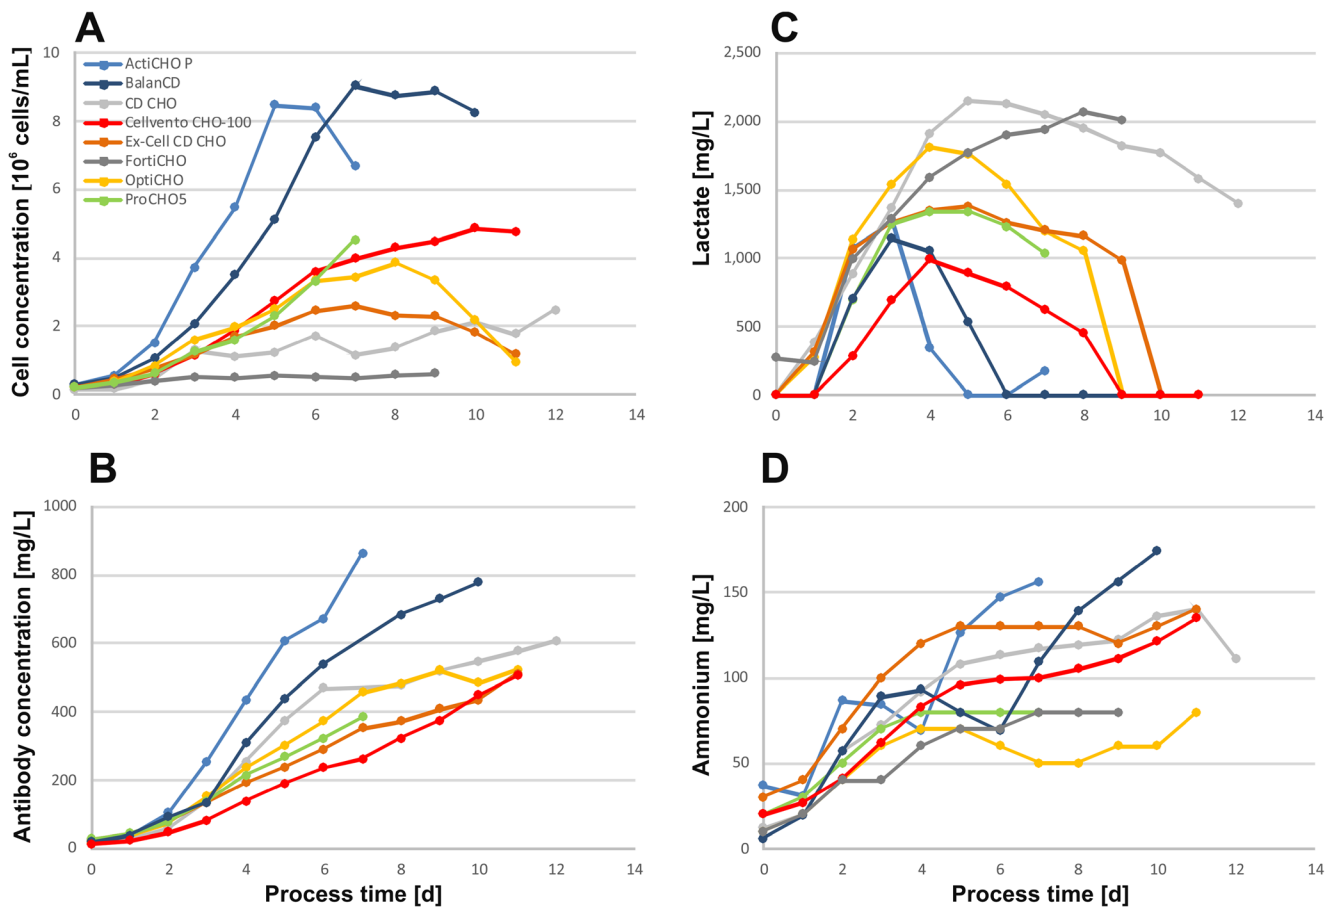 A
Cell concentration [10⁶ cells/mL]
10
8
6
4
2
0
ActiCHO P
BalanCD
CD CHO
Cellvento CHO-100
Ex-Cell CD CHO
FortiCHO
OptiCHO
ProCHO5
0 2 4 6 8 10 12 14
C
Lactate [mg/L]
2,500
2,000
1,500
1,000
500
0
0 2 4 6 8 10 12 14
B
Antibody concentration [mg/L]
1000
800
600
400
200
0
0 2 4 6 8 10 12 14
Process time [d]
D
Ammonium [mg/L]
200
150
100
50
0
0 2 4 6 8 10 12 14
Process time [d]